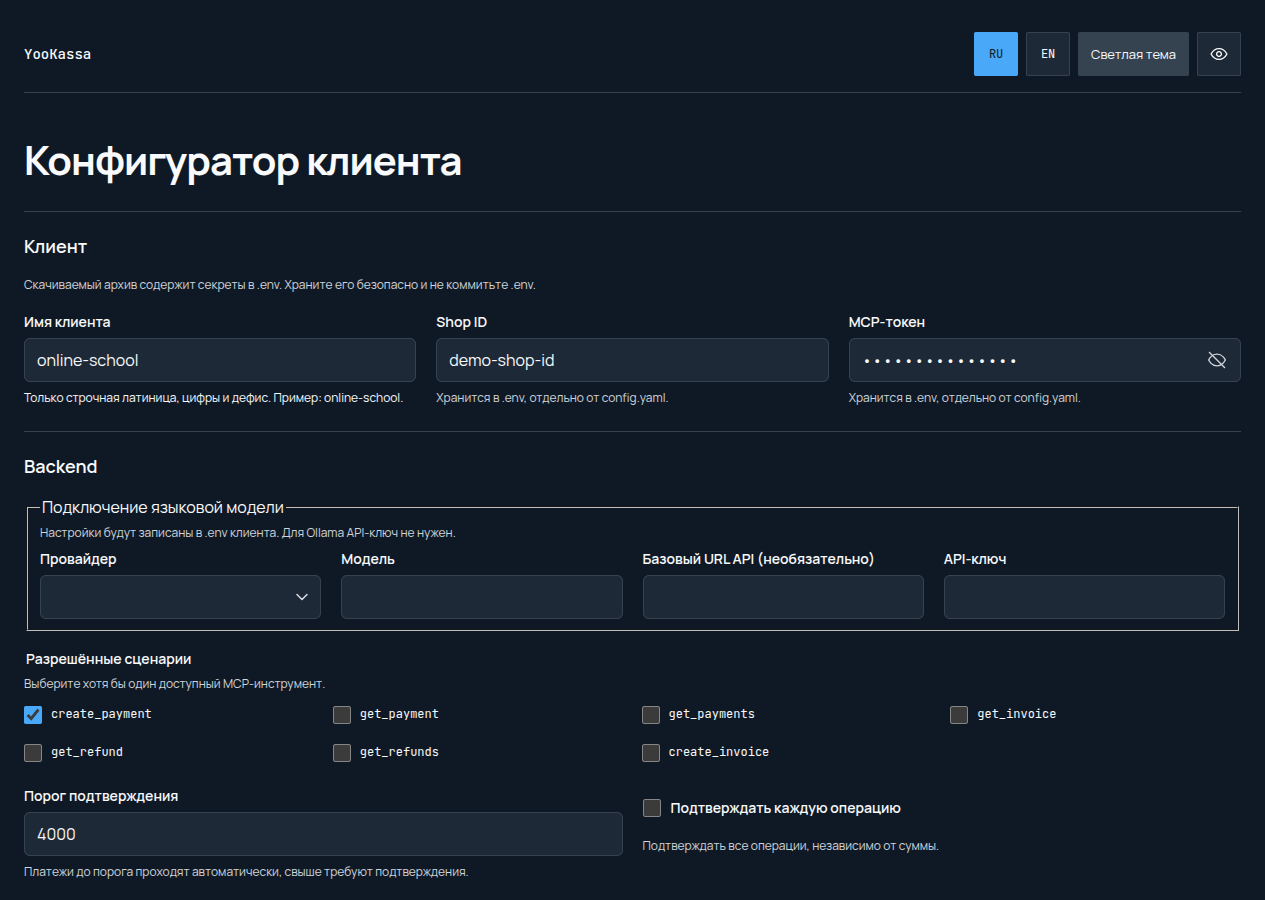 YooKassa
RU
EN
Светлая тема
Конфигуратор клиента
Клиент
Скачиваемый архив содержит секреты в .env. Храните его безопасно и не коммитьте .env.
Имя клиента
Shop ID
MCP-токен
online-school
demo-shop-id
•••••••••••••••
Только строчная латиница, цифры и дефис. Пример: online-school.
Хранится в .env, отдельно от config.yaml.
Хранится в .env, отдельно от config.yaml.
Backend
Подключение языковой модели
Настройки будут записаны в .env клиента. Для Ollama API-ключ не нужен.
Провайдер
Модель
Базовый URL API (необязательно)
API-ключ
Разрешённые сценарии
Выберите хотя бы один доступный MCP-инструмент.
create_payment
get_payment
get_payments
get_invoice
get_refund
get_refunds
create_invoice
Порог подтверждения
Подтверждать каждую операцию
4000
Подтверждать все операции, независимо от суммы.
Платежи до порога проходят автоматически, свыше требуют подтверждения.